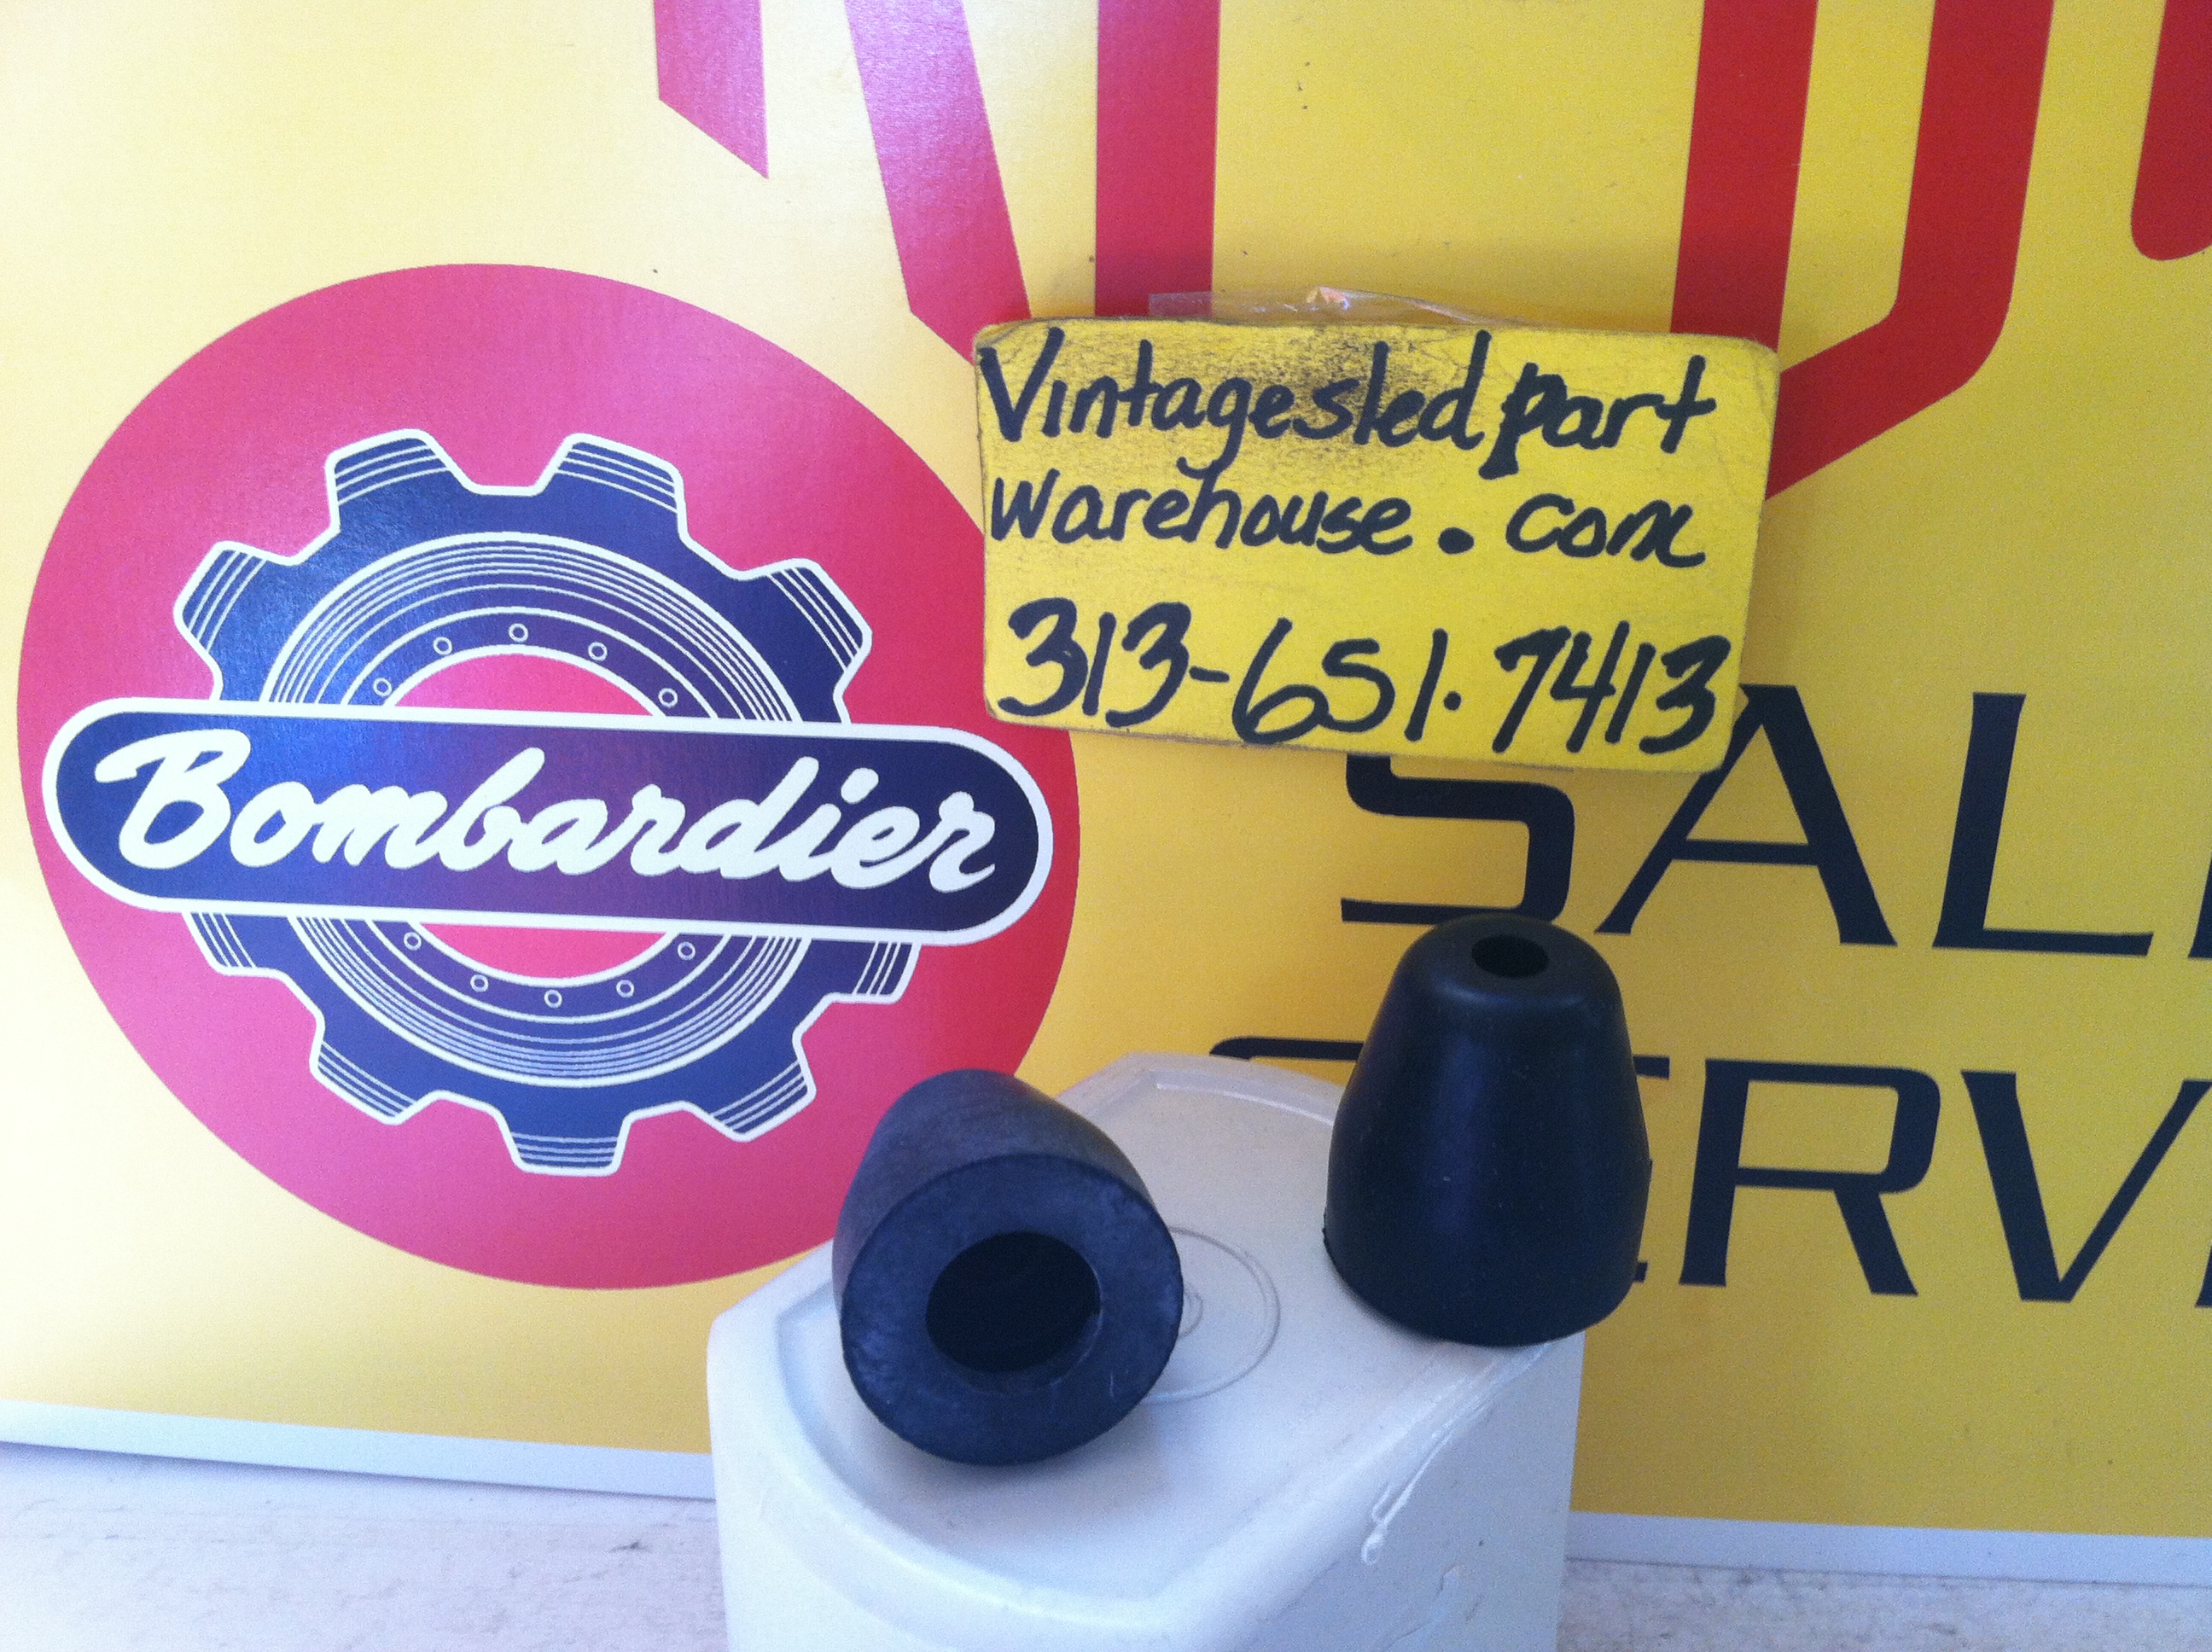 Vintagesled part
warehouse.com
313-651.7413
Bombardier